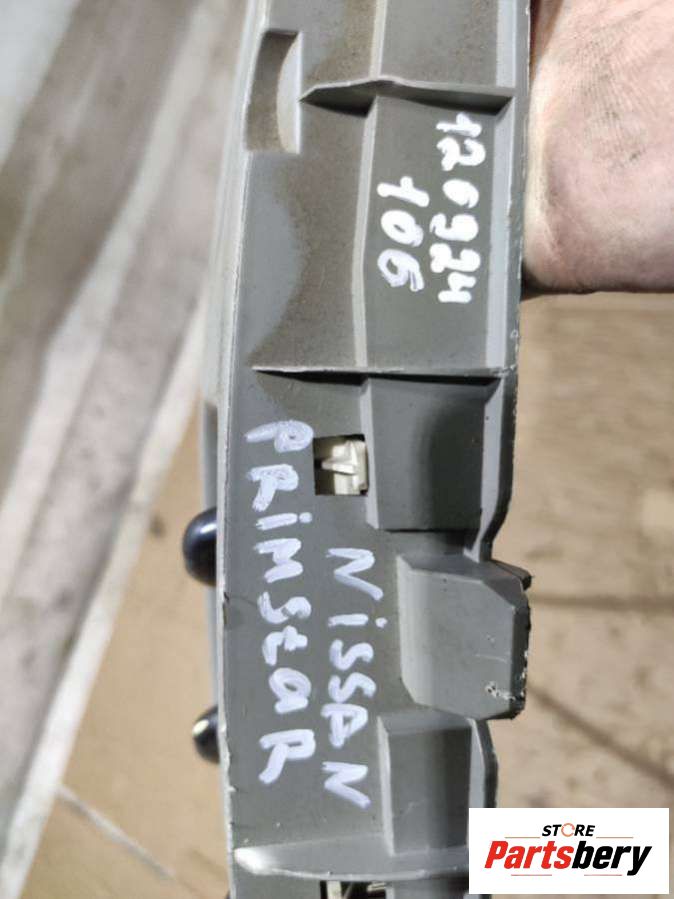 126924
106
NISSAN
PRIMStaR
STORE
Partsbery